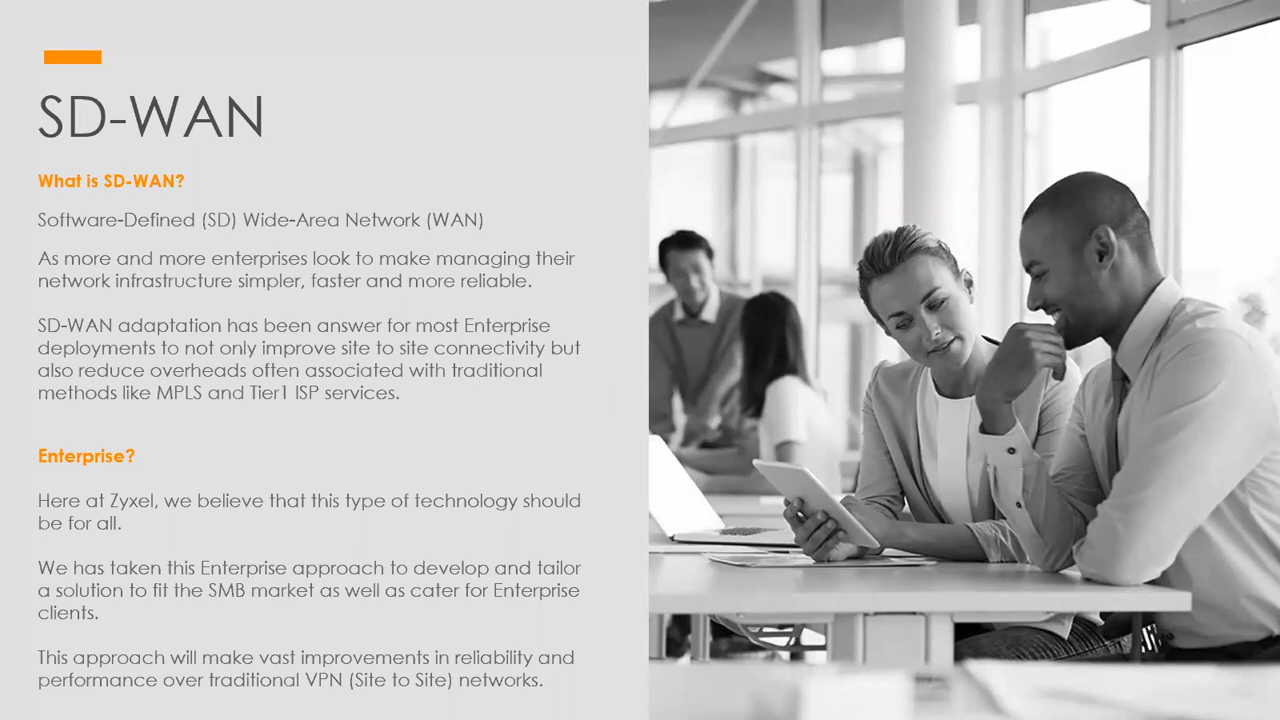 SD-WAN
What is SD-WAN?
Software-Defined (SD) Wide-Area Network (WAN)
As more and more enterprises look to make managing their
network infrastructure simpler, faster and more reliable.
SD-WAN adaptation has been answer for most Enterprise
deployments to not only improve site to site connectivity but
also reduce overheads often associated with traditional
methods like MPLS and Tier1 ISP services.
Enterprise?
Here at Zyxel, we believe that this type of technology should
be for all.
We has taken this Enterprise approach to develop and tailor
a solution to fit the SMB market as well as cater for Enterprise
clients.
This approach will make vast improvements in reliability and
performance over traditional VPN (Site to Site) networks.